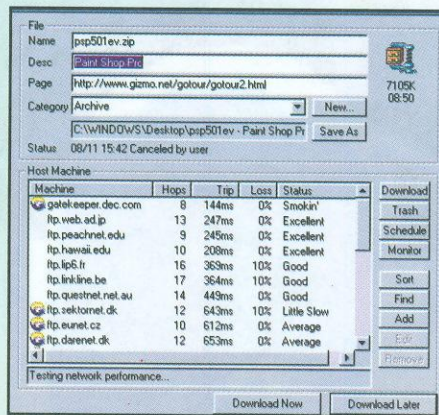 File
Name psp501ev.zip
Desc Paint Shop Pro
Page http://www.gizmo.net/gotour/gotour2.html
7105K
08:50
Category Archive New...
C:\WINDOWS\Desktop\psp501ev - Paint Shop Pr Save As
Status 08/11 15:42 Canceled by user
Host Machine
Machine Hops Trip Loss Status
gatekeeper.dec.com 8 144ms 0% Smokin'
ftp.web.ad.jp 13 247ms 0% Excellent
ftp.peachnet.edu 9 245ms 0% Excellent
ftp.hawaii.edu 10 208ms 0% Excellent
ftp.lip6.fr 16 369ms 10% Good
ftp.linkline.be 17 364ms 10% Good
ftp.questnet.net.au 14 449ms 0% Good
ftp.sektornet.dk 12 643ms 10% Little Slow
ftp.eunet.cz 10 612ms 0% Average
ftp.darenet.dk 12 653ms 0% Average
Download
Trash
Schedule
Monitor
Sort
Find
Add
Edit
Remove
Testing network performance...
Download Now Download Later